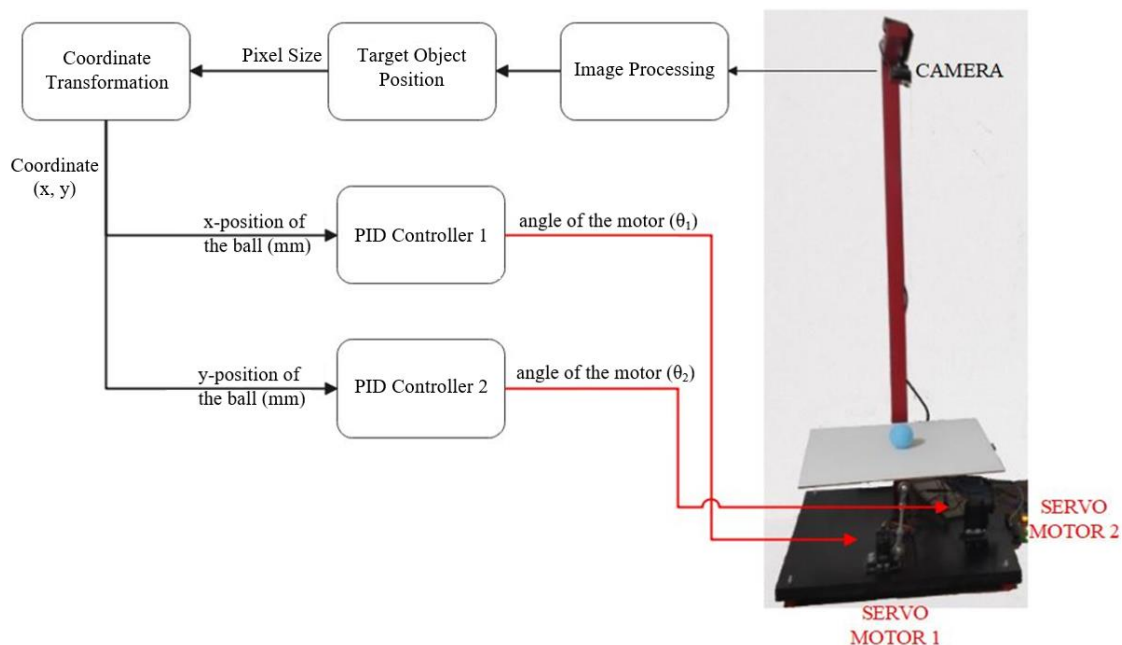 Coordinate
Transformation
Pixel Size
Target Object
Position
Image Processing
CAMERA
Coordinate
(x, y)
x-position of
the ball (mm)
PID Controller 1
angle of the motor (θ₁)
y-position of
the ball (mm)
PID Controller 2
angle of the motor (θ₂)
SERVO
MOTOR 2
SERVO
MOTOR 1